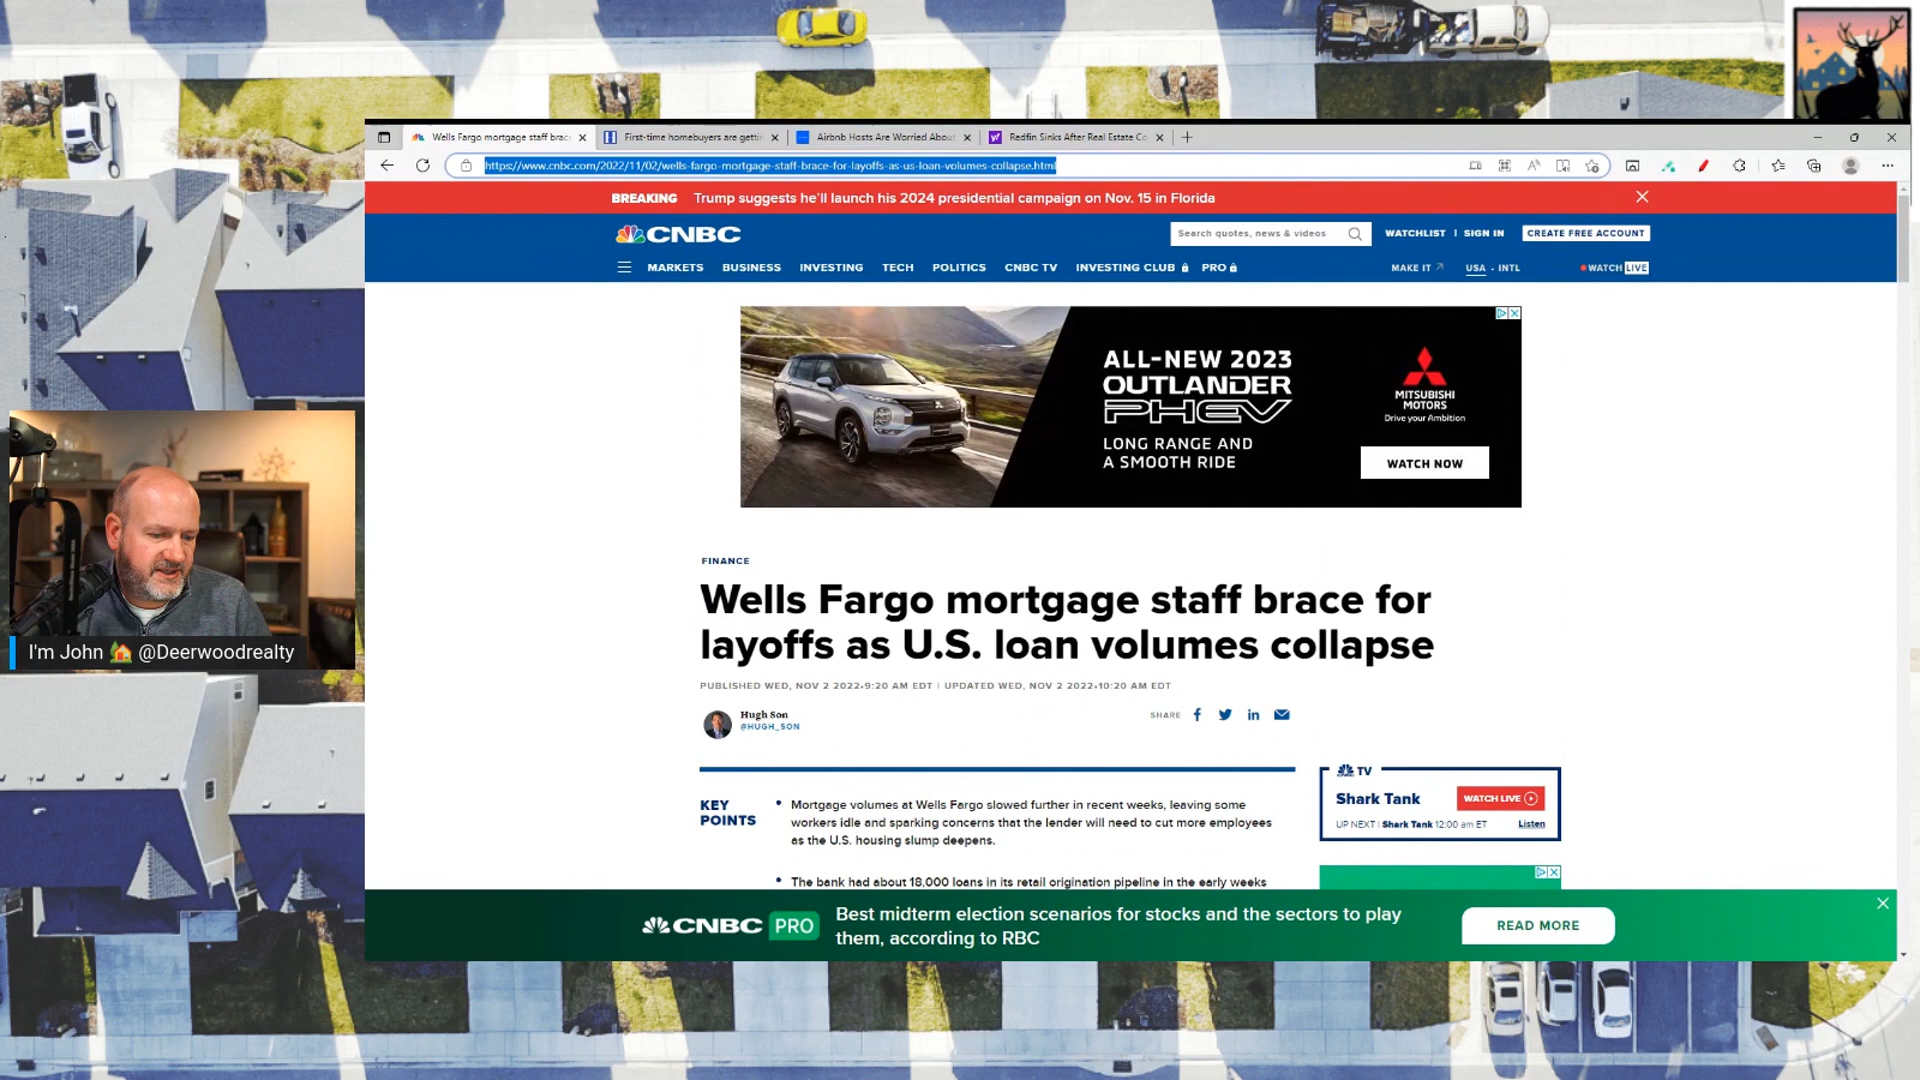 Wells Fargo mortgage staff brac
First-time homebuyers are getti
Airbnb Hosts Are Worried About
Redfin Sinks After Real Estate Co
https://www.cnbc.com/2022/11/02/wells-fargo-mortgage-staff-brace-for-layoffs-as-us-loan-volumes-collapse.html
BREAKING Trump suggests he'll launch his 2024 presidential campaign on Nov. 15 in Florida
CNBC
Search quotes, news & videos
WATCHLIST | SIGN IN
CREATE FREE ACCOUNT
MARKETS BUSINESS INVESTING TECH POLITICS CNBC TV INVESTING CLUB PRO
MAKE IT USA • INTL WATCH LIVE
ALL-NEW 2023
OUTLANDER
PHEV
LONG RANGE AND
A SMOOTH RIDE
MITSUBISHI
MOTORS
Drive your Ambition
WATCH NOW
FINANCE
Wells Fargo mortgage staff brace for
layoffs as U.S. loan volumes collapse
PUBLISHED WED, NOV 2 2022•9:20 AM EDT | UPDATED WED, NOV 2 2022•10:20 AM EDT
Hugh Son
@HUGH_SON
SHARE
KEY
POINTS
• Mortgage volumes at Wells Fargo slowed further in recent weeks, leaving some
workers idle and sparking concerns that the lender will need to cut more employees
as the U.S. housing slump deepens.
• The bank had about 18,000 loans in its retail origination pipeline in the early weeks
TV
Shark Tank
WATCH LIVE
UP NEXT | Shark Tank 12:00 am ET
Listen
CNBC PRO
Best midterm election scenarios for stocks and the sectors to play
them, according to RBC
READ MORE
I'm John 🏡 @Deerwoodrealty